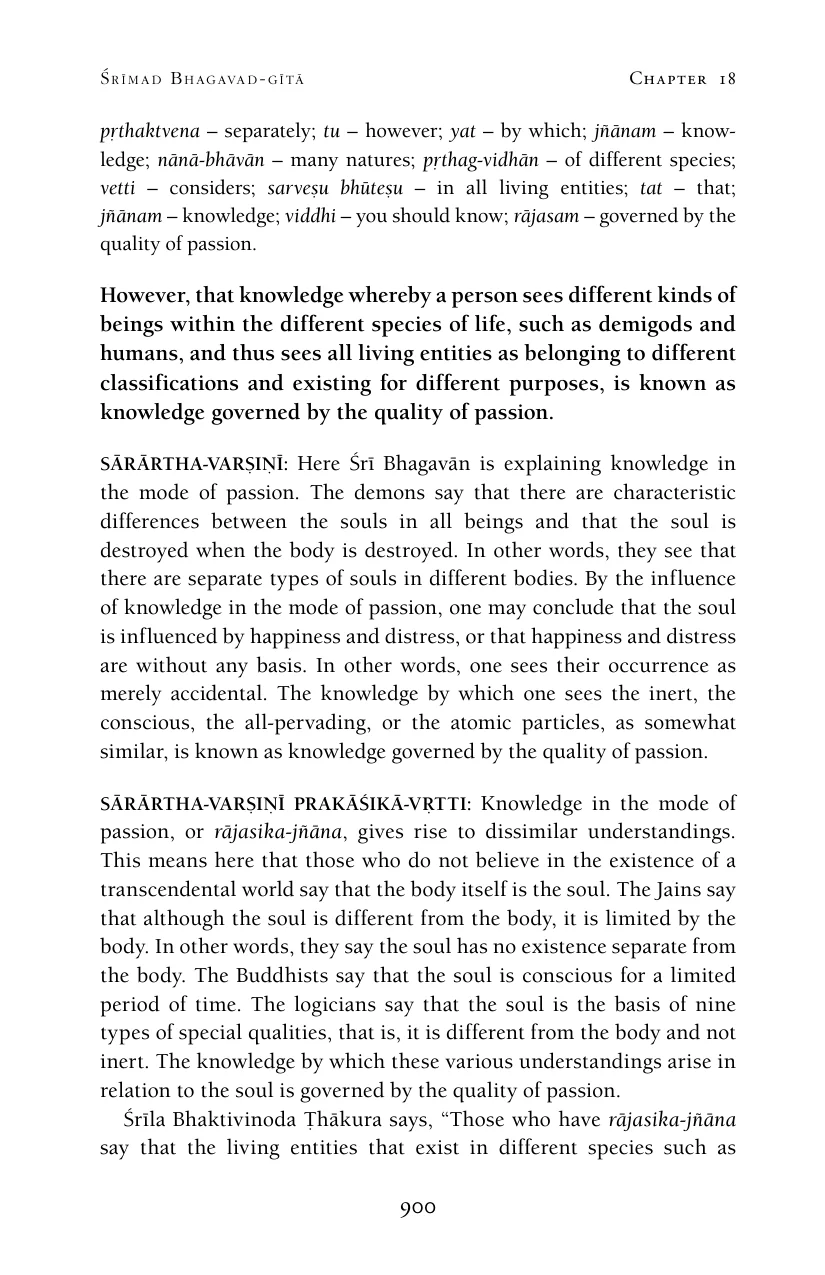 Śrīmad Bhagavad-gītā Chapter 18
pṛthaktvena – separately; tu – however; yat – by which; jñānam – know-
ledge; nānā-bhāvān – many natures; pṛthag-vidhān – of different species;
vetti – considers; sarveṣu bhūteṣu – in all living entities; tat – that;
jñānam – knowledge; viddhi – you should know; rājasam – governed by the
quality of passion.
However, that knowledge whereby a person sees different kinds of
beings within the different species of life, such as demigods and
humans, and thus sees all living entities as belonging to different
classifications and existing for different purposes, is known as
knowledge governed by the quality of passion.
SĀRĀRTHA-VARṢIṆĪ: Here Śrī Bhagavān is explaining knowledge in
the mode of passion. The demons say that there are characteristic
differences between the souls in all beings and that the soul is
destroyed when the body is destroyed. In other words, they see that
there are separate types of souls in different bodies. By the influence
of knowledge in the mode of passion, one may conclude that the soul
is influenced by happiness and distress, or that happiness and distress
are without any basis. In other words, one sees their occurrence as
merely accidental. The knowledge by which one sees the inert, the
conscious, the all-pervading, or the atomic particles, as somewhat
similar, is known as knowledge governed by the quality of passion.
SĀRĀRTHA-VARṢIṆĪ PRAKĀŚIKĀ-VṚTTI: Knowledge in the mode of
passion, or rājasika-jñāna, gives rise to dissimilar understandings.
This means here that those who do not believe in the existence of a
transcendental world say that the body itself is the soul. The Jains say
that although the soul is different from the body, it is limited by the
body. In other words, they say the soul has no existence separate from
the body. The Buddhists say that the soul is conscious for a limited
period of time. The logicians say that the soul is the basis of nine
types of special qualities, that is, it is different from the body and not
inert. The knowledge by which these various understandings arise in
relation to the soul is governed by the quality of passion.
Śrīla Bhaktivinoda Ṭhākura says, “Those who have rājasika-jñāna
say that the living entities that exist in different species such as
900